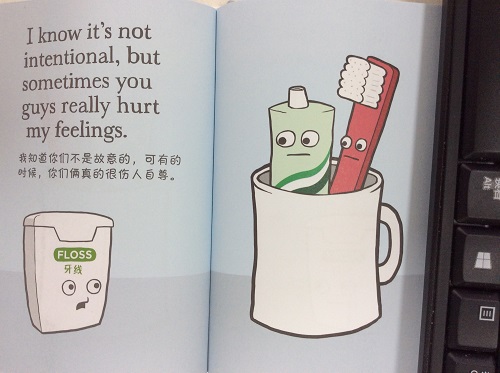 I know it's not
intentional, but
sometimes you
guys really hurt
my feelings.
我知道你们不是故意的，可有的
时候，你们俩真的很伤人自尊。
FLOSS
牙线
Alt